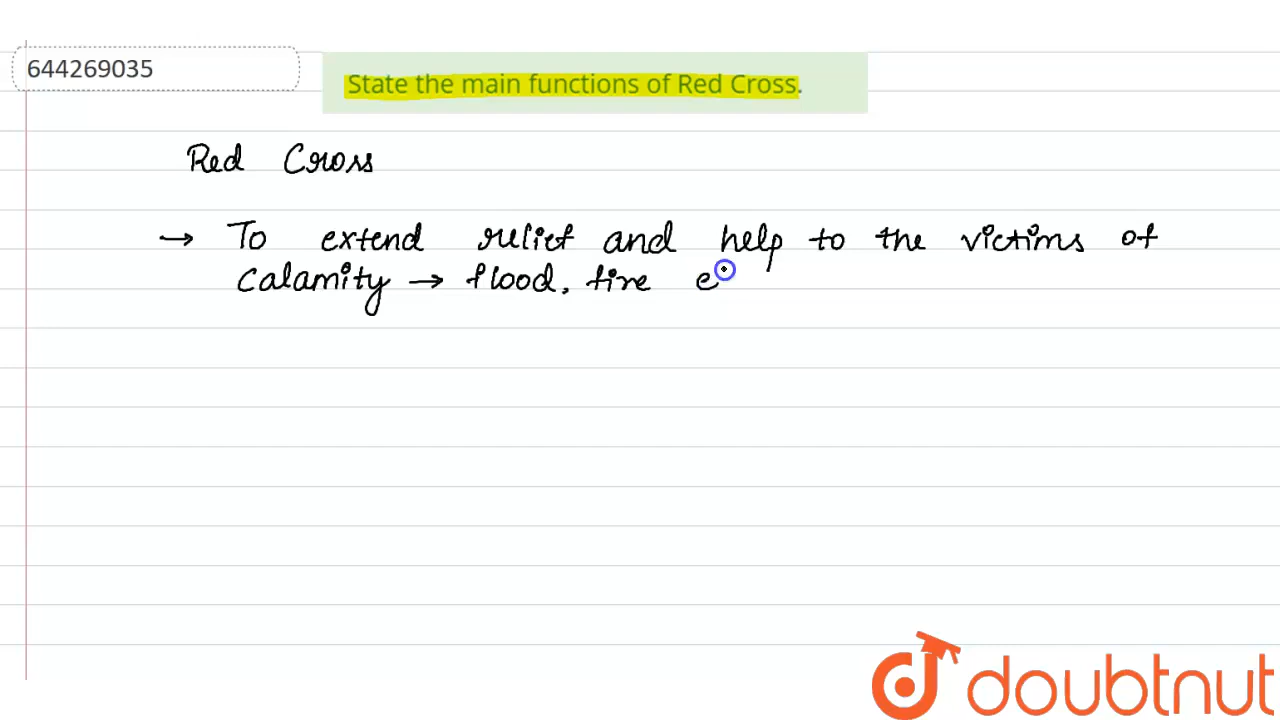 644269035
State the main functions of Red Cross.
Red Cross
→ To extend relief and help to the victims of
calamity → flood, fire e
doubtnut